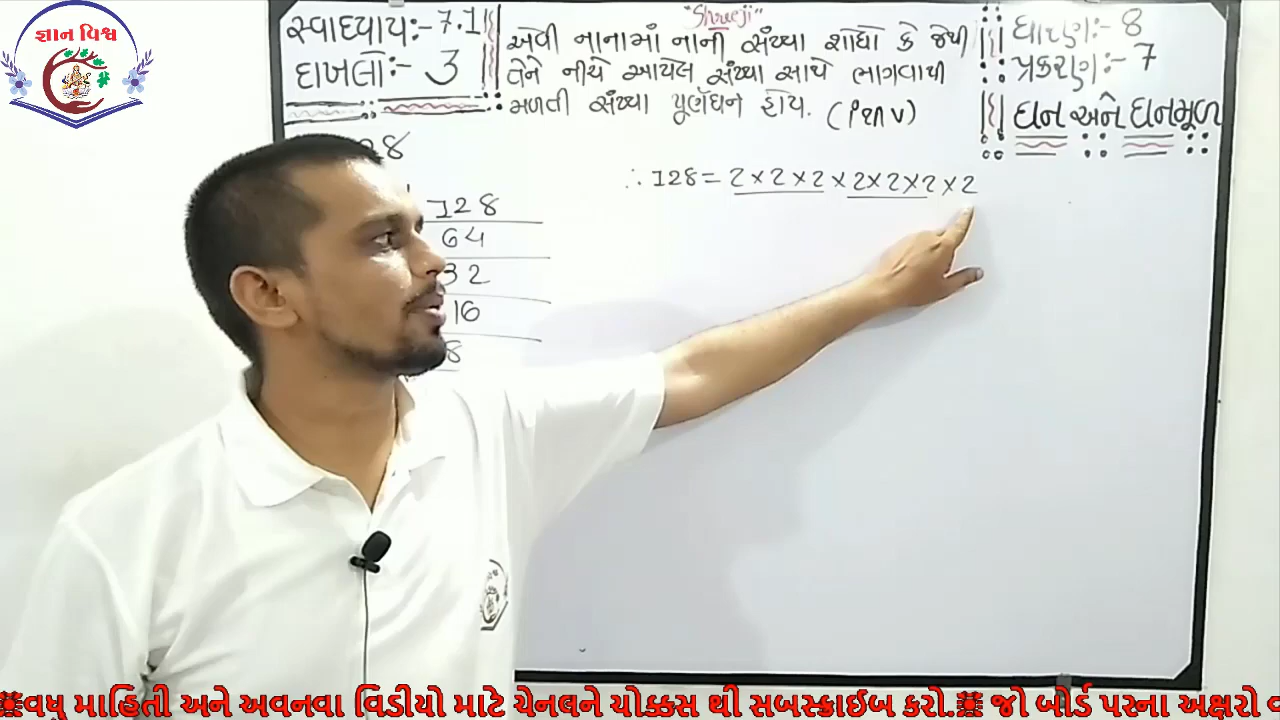 જ્ઞાન વિશ્વ
સ્વાધ્યાય:- 7.1
દાખલો:- 3
"Shreeji"
એવી નાનામાં નાની સંખ્યા શોધો કે જેથી
તેને નીચે આપેલ સંખ્યા સાથે ભાગવાથી
મળતી સંખ્યા પૂર્ણઘન હોય.
ધોરણ:- 8
પ્રકરણ:- 7
ઘન અને ઘનમૂળ
128
64
32
16
8
∴ 128 = 2 × 2 × 2 × 2 × 2 × 2 × 2
વધુ માહિતી અને અવનવા વિડીયો માટે ચેનલને ચોક્કસ થી સબસ્ક્રાઈબ કરો. જો બોર્ડ પરના અક્ષરો